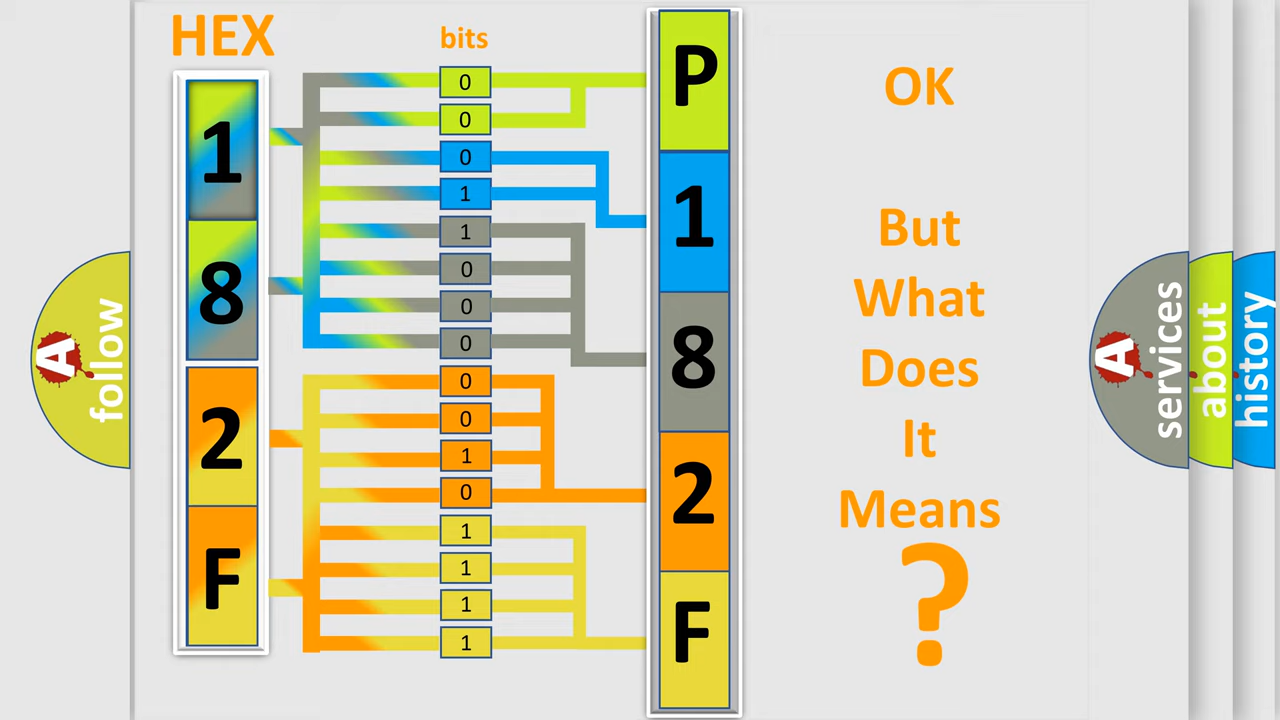 HEX
bits
1
8
2
F
0
0
0
1
1
0
0
0
0
0
1
0
1
1
1
1
P
1
8
2
F
OK
But
What
Does
It
Means
?
A
follow
A
services
about
history